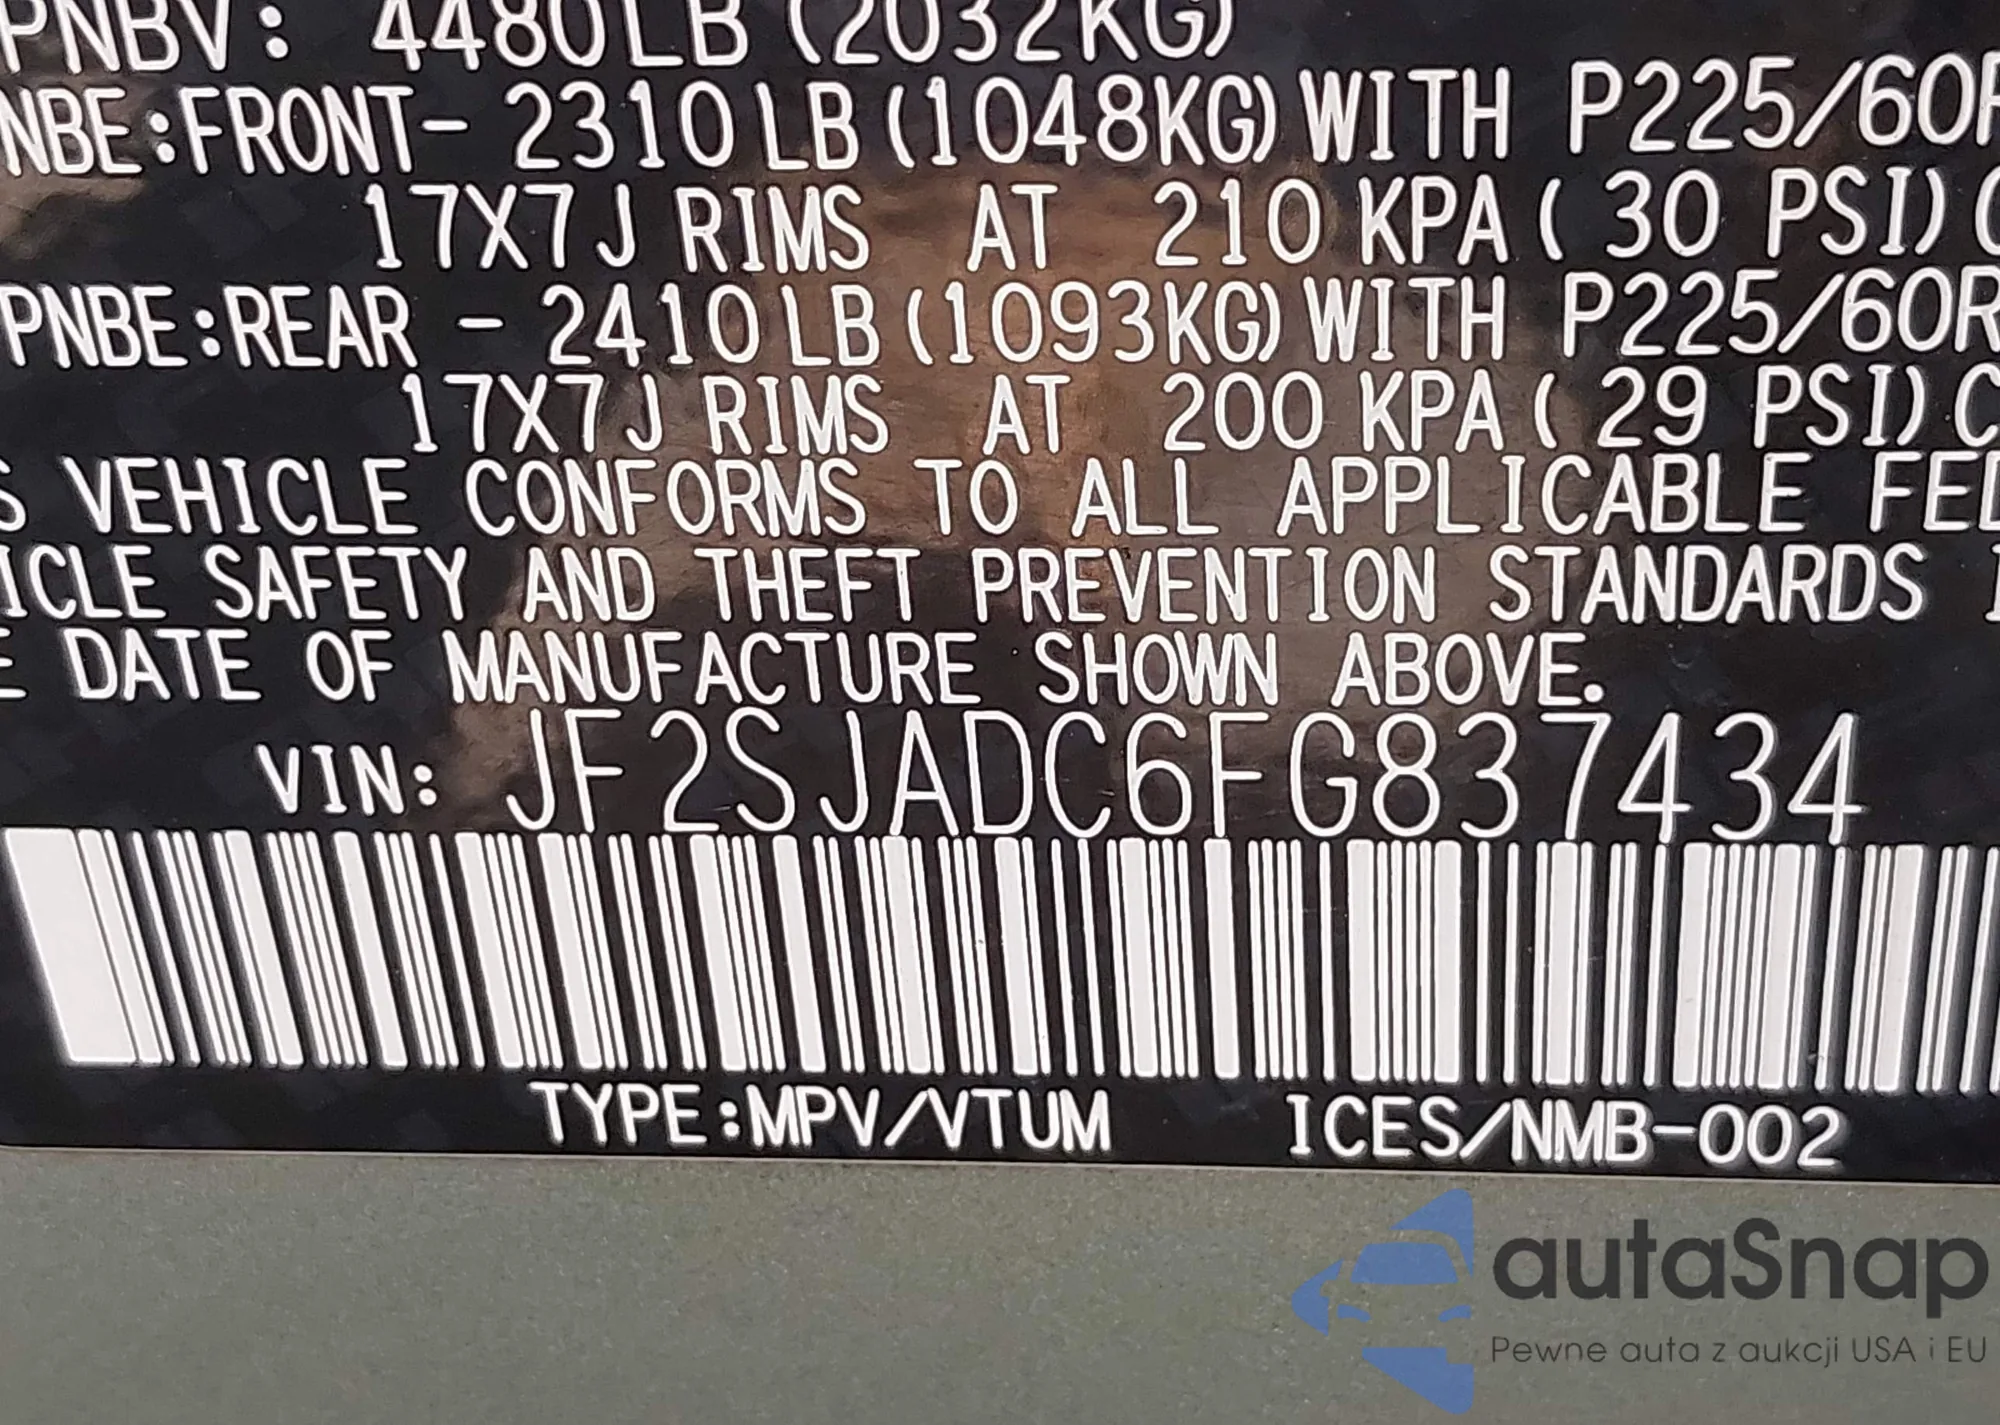 PNBV: 4480LB (2032KG)
NBE:FRONT- 2310LB(1048KG)WITH P225/60R
17X7J RIMS AT 210 KPA( 30 PSI)C
PNBE:REAR - 2410LB(1093KG)WITH P225/60R
17X7J RIMS AT 200 KPA( 29 PSI)C
S VEHICLE CONFORMS TO ALL APPLICABLE FED
ICLE SAFETY AND THEFT PREVENTION STANDARDS I
E DATE OF MANUFACTURE SHOWN ABOVE.
VIN: JF2SJADC6FG837434
TYPE:MPV/VTUM ICES/NMB-002
autaSnap
Pewne auta z aukcji USA i EU